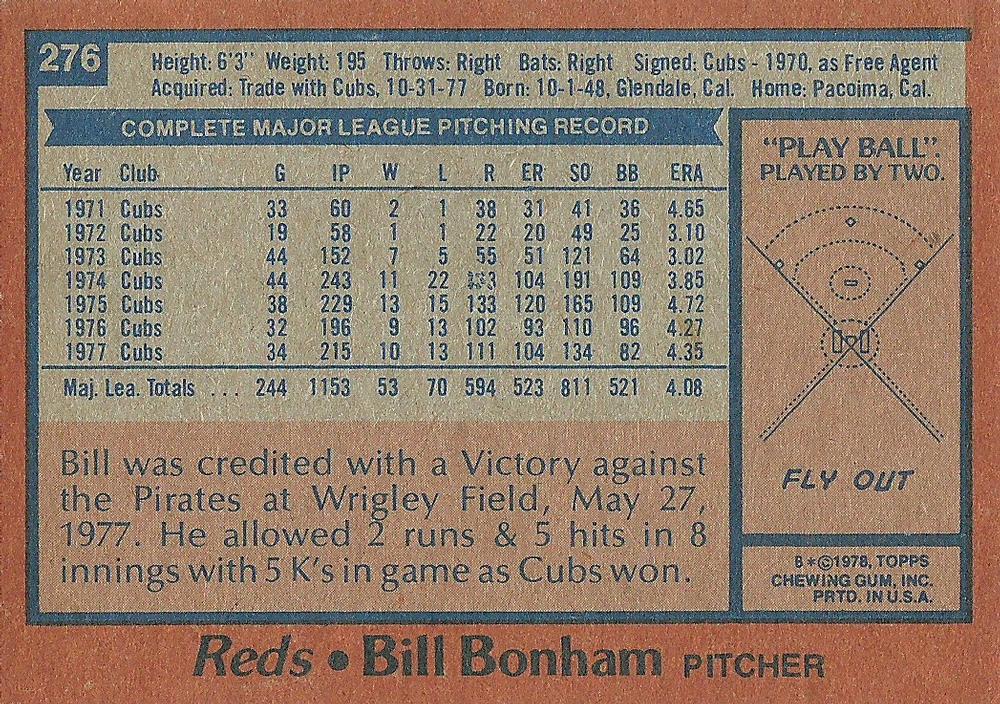 276
Height: 6'3" Weight: 195 Throws: Right Bats: Right Signed: Cubs - 1970, as Free Agent
Acquired: Trade with Cubs, 10-31-77 Born: 10-1-48, Glendale, Cal. Home: Pacoima, Cal.
COMPLETE MAJOR LEAGUE PITCHING RECORD
Year Club G IP W L R ER SO BB ERA
1971 Cubs 33 60 2 1 38 31 41 36 4.65
1972 Cubs 19 58 1 1 22 20 49 25 3.10
1973 Cubs 44 152 7 5 55 51 121 64 3.02
1974 Cubs 44 243 11 22 104 191 109 3.85
1975 Cubs 38 229 13 15 133 120 165 109 4.72
1976 Cubs 32 196 9 13 102 93 110 96 4.27
1977 Cubs 34 215 10 13 111 104 134 82 4.35
Maj. Lea. Totals ... 244 1153 53 70 594 523 811 521 4.08
Bill was credited with a Victory against
the Pirates at Wrigley Field, May 27,
1977. He allowed 2 runs & 5 hits in 8
innings with 5 K's in game as Cubs won.
"PLAY BALL".
PLAYED BY TWO.
FLY OUT
B*©1978, TOPPS
CHEWING GUM, INC.
PRTD. IN U.S.A.
Reds • Bill Bonham PITCHER